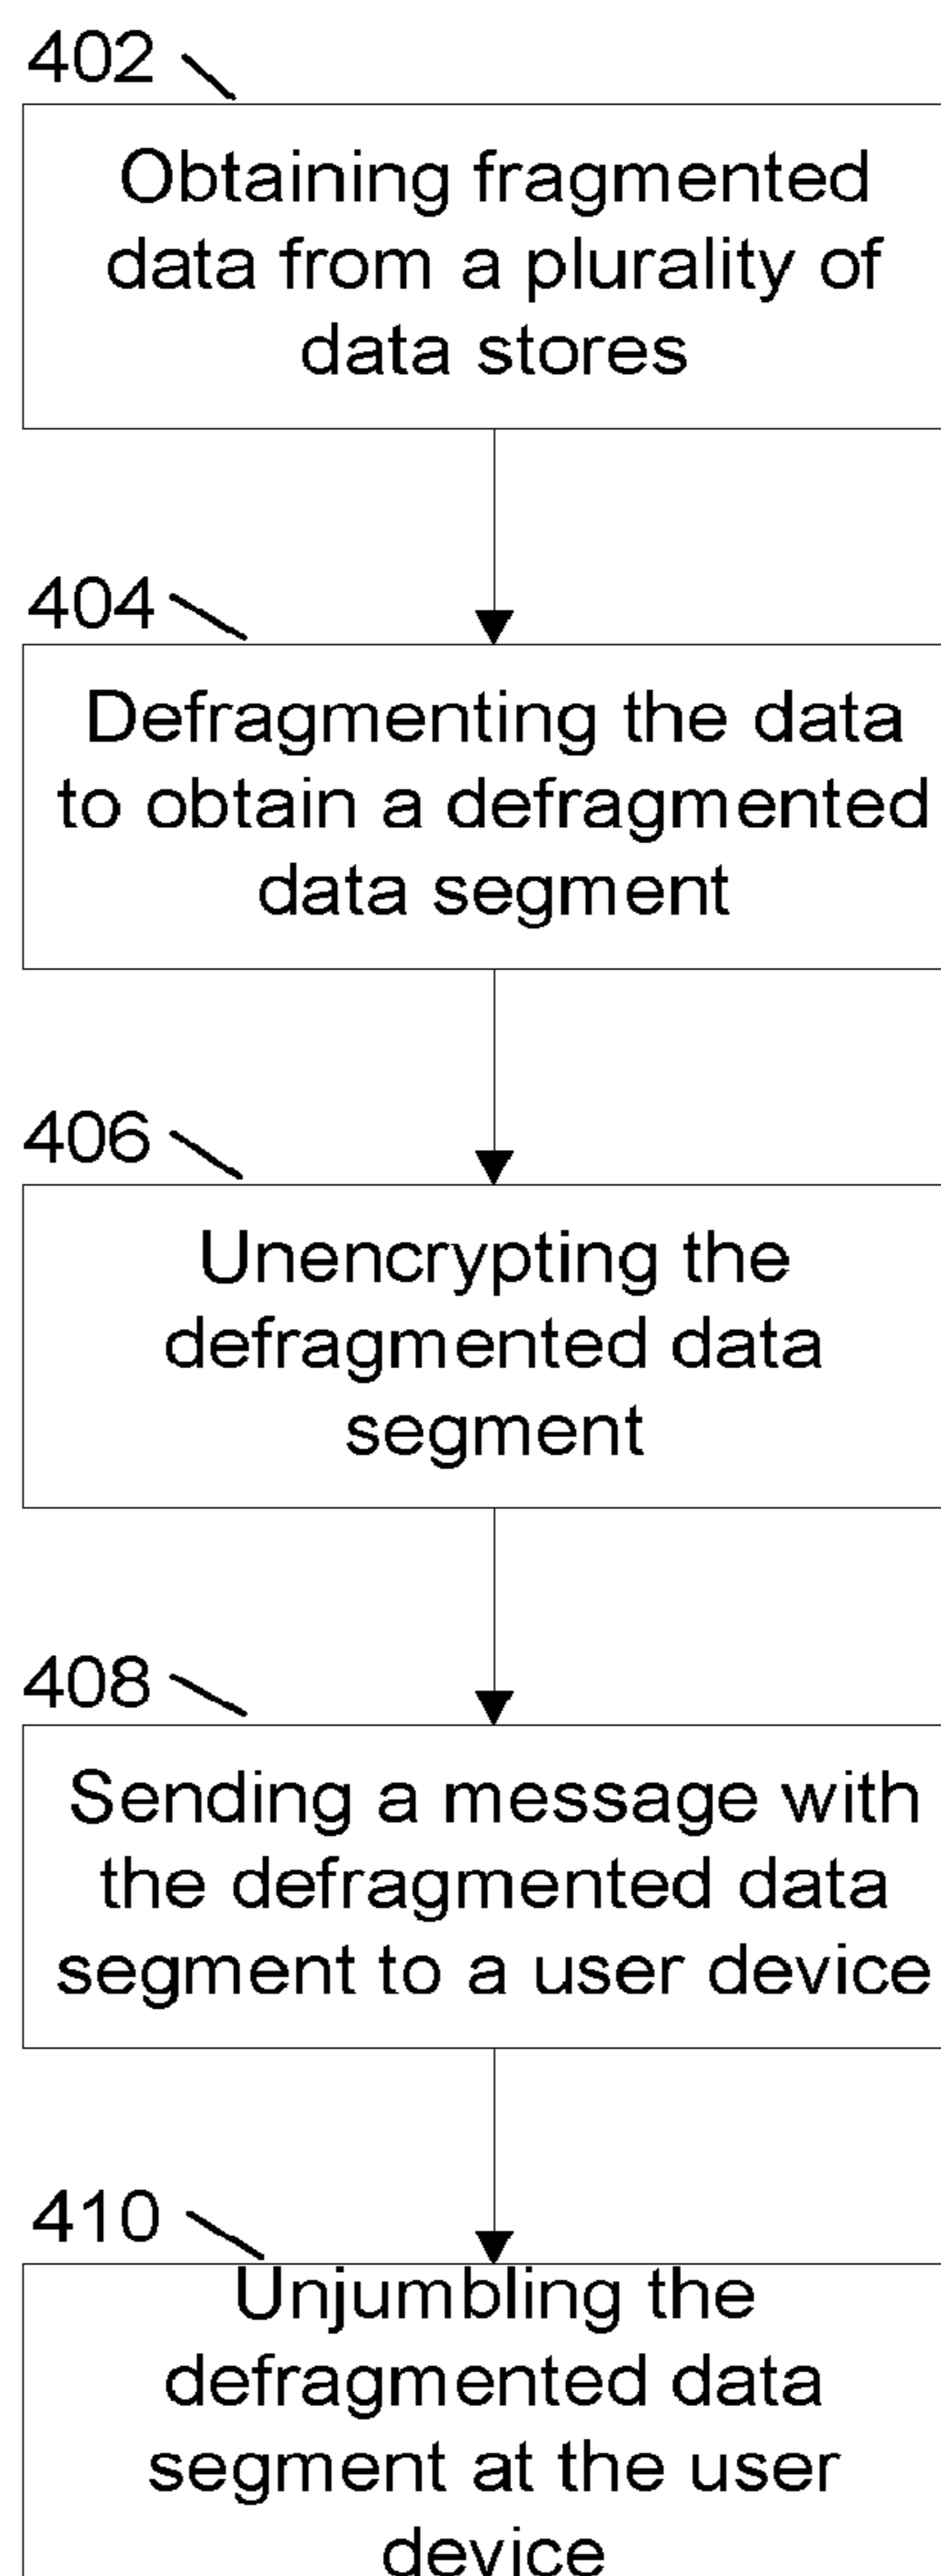 402
Obtaining fragmented
data from a plurality of
data stores
404
Defragmenting the data
to obtain a defragmented
data segment
406
Unencrypting the
defragmented data
segment
408
Sending a message with
the defragmented data
segment to a user device
410
Unjumbling the
defragmented data
segment at the user
device